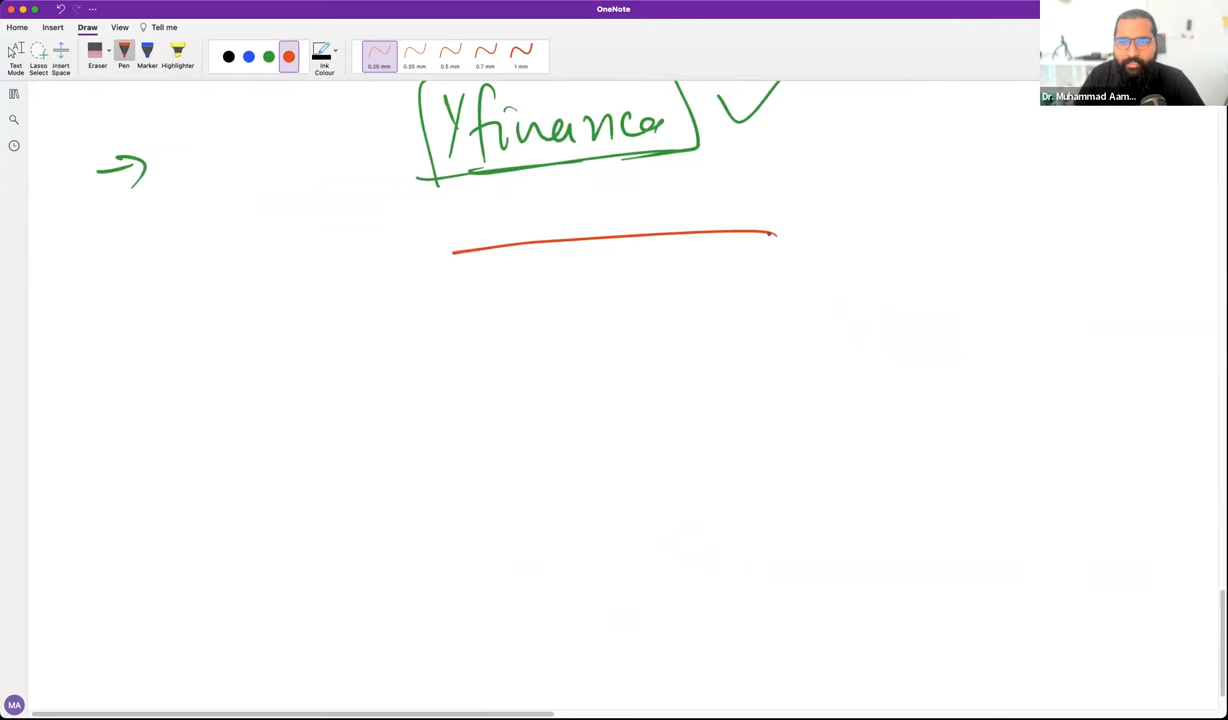 OneNote
Home Insert Draw View Tell me
Text Mode
Lasso Select
Insert Space
Eraser
Pen
Marker
Highlighter
Ink Colour
0.25 mm
0.35 mm
0.5 mm
0.7 mm
1 mm
Dr. Muhammad Aam...
Yfinance
MA